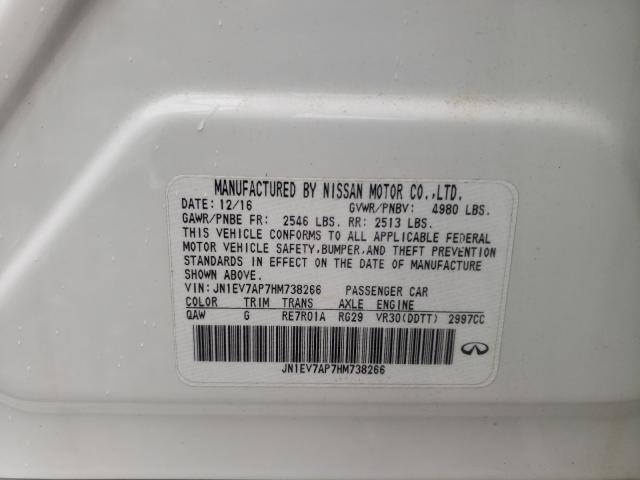 MANUFACTURED BY NISSAN MOTOR CO.,LTD.
DATE: 12/16 GVWR/PNBV: 4980 LBS.
GAWR/PNBE FR: 2546 LBS. RR: 2513 LBS.
THIS VEHICLE CONFORMS TO ALL APPLICABLE FEDERAL
MOTOR VEHICLE SAFETY, BUMPER, AND THEFT PREVENTION
STANDARDS IN EFFECT ON THE DATE OF MANUFACTURE
SHOWN ABOVE.
VIN: JN1EV7AP7HM738266 PASSENGER CAR
COLOR TRIM TRANS AXLE ENGINE
QAW G RE7R01A RG29 VR30(DDTT) 2997CC
JN1EV7AP7HM738266